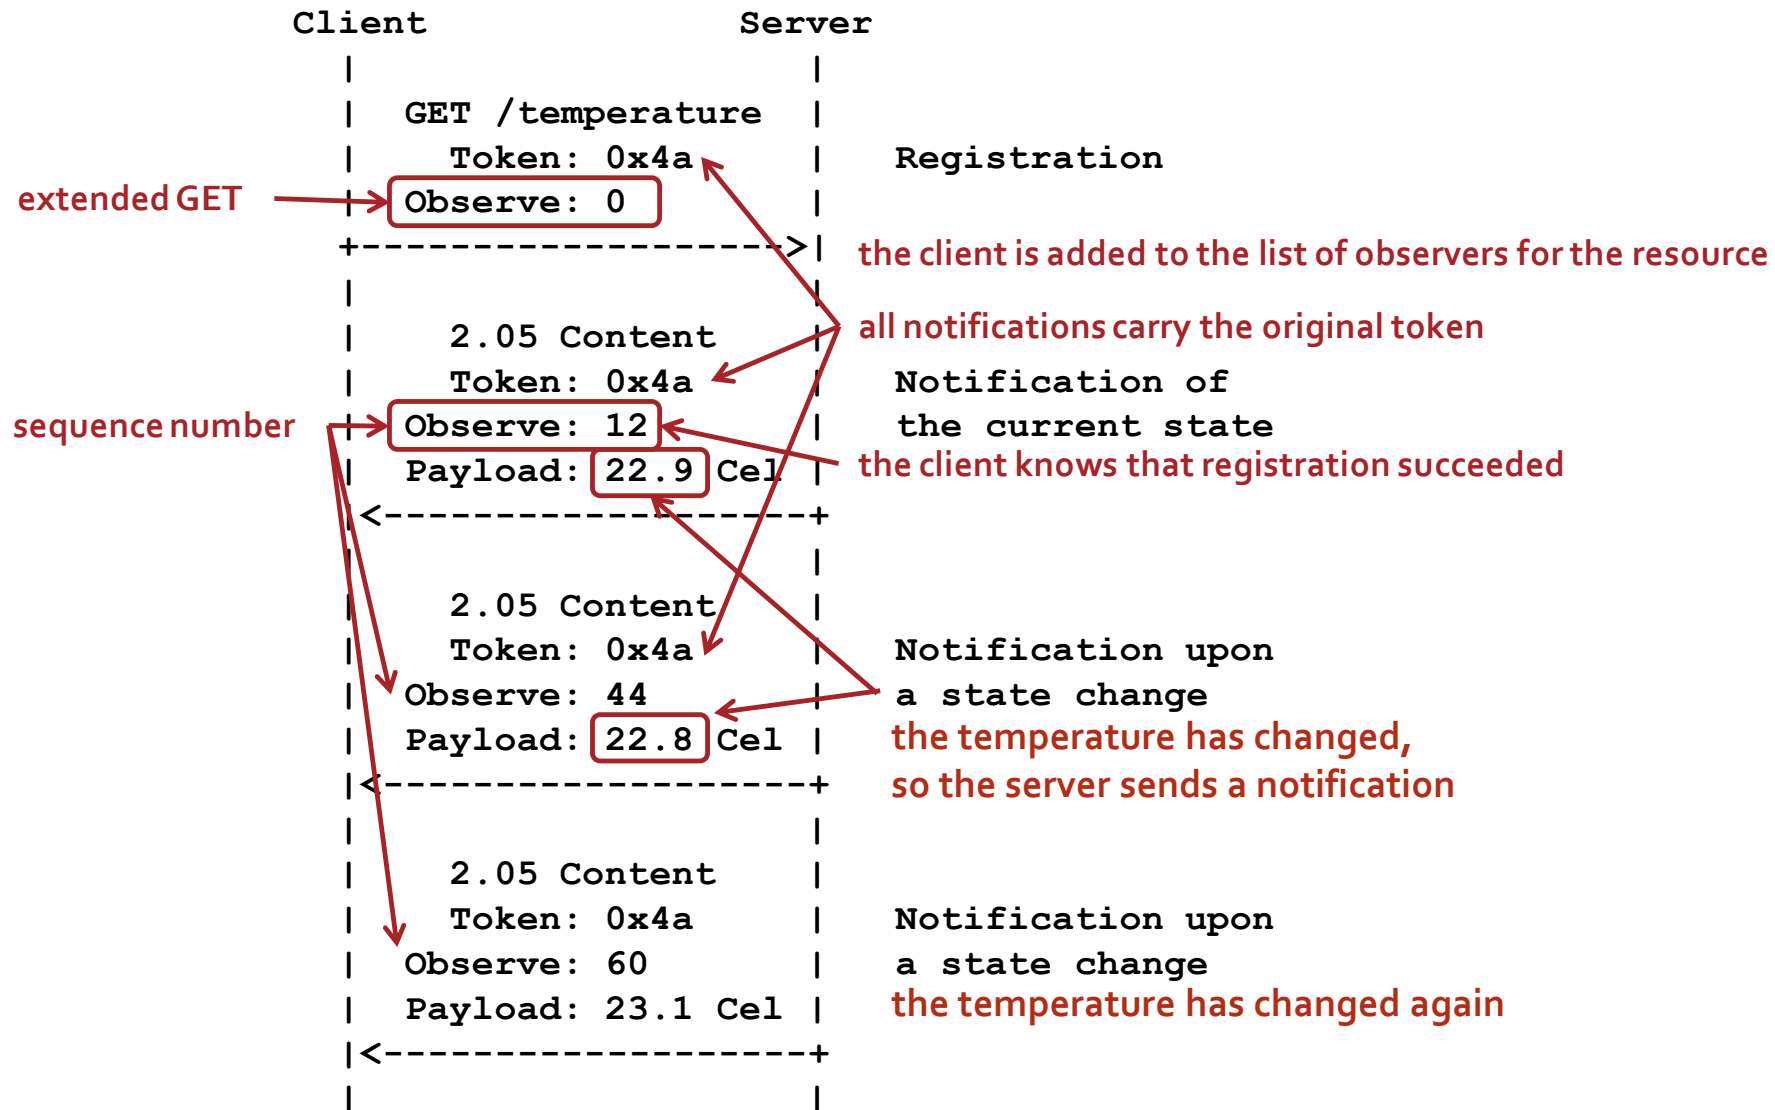 Client Server
GET /temperature
Token: 0x4a Registration
extended GET Observe: 0
the client is added to the list of observers for the resource
2.05 Content all notifications carry the original token
Token: 0x4a Notification of
sequence number Observe: 12 the current state
Payload: 22.9 Cel the client knows that registration succeeded
2.05 Content
Token: 0x4a Notification upon
Observe: 44 a state change
Payload: 22.8 Cel the temperature has changed,
so the server sends a notification
2.05 Content
Token: 0x4a Notification upon
Observe: 60 a state change
Payload: 23.1 Cel the temperature has changed again